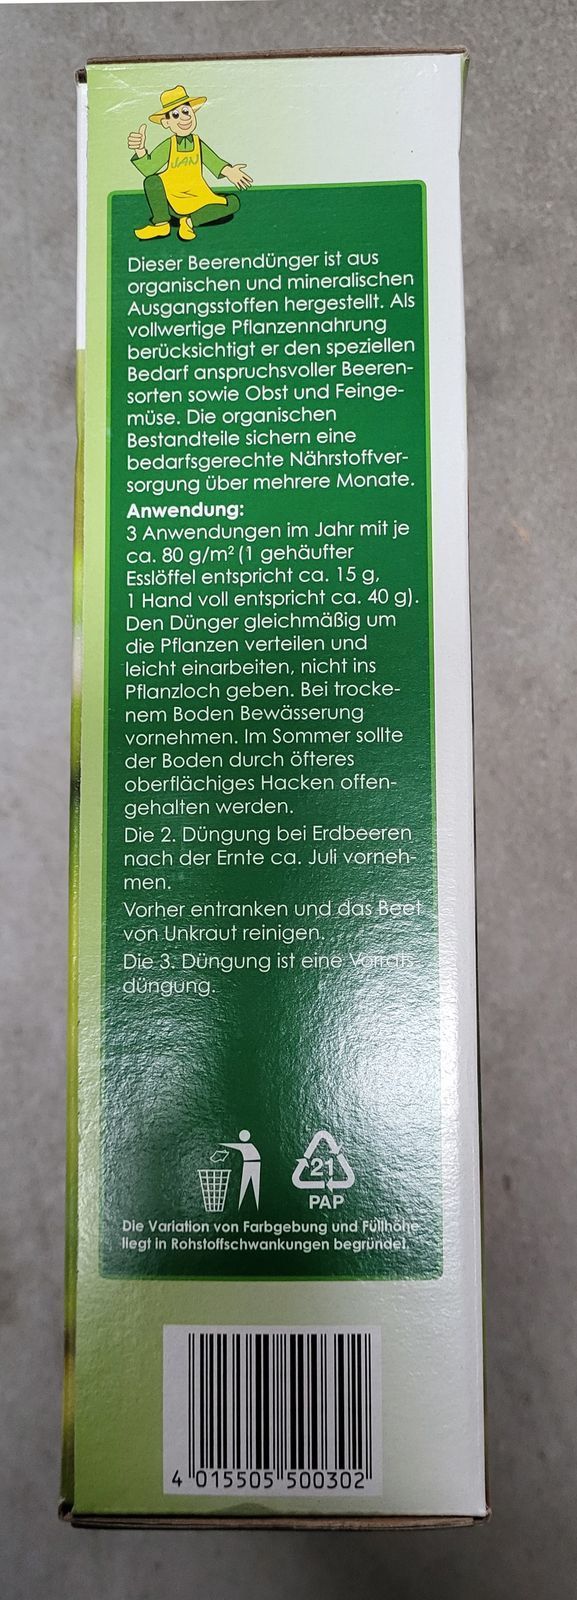 JAN
Dieser Beerendünger ist aus
organischen und mineralischen
Ausgangsstoffen hergestellt. Als
vollwertige Pflanzennahrung
berücksichtigt er den speziellen
Bedarf anspruchsvoller Beeren-
sorten sowie Obst und Feinge-
müse. Die organischen
Bestandteile sichern eine
bedarfsgerechte Nährstoffver-
sorgung über mehrere Monate.
Anwendung:
3 Anwendungen im Jahr mit je
ca. 80 g/m² (1 gehäufter
Esslöffel entspricht ca. 15 g,
1 Hand voll entspricht ca. 40 g).
Den Dünger gleichmäßig um
die Pflanzen verteilen und
leicht einarbeiten, nicht ins
Pflanzloch geben. Bei trocke-
nem Boden Bewässerung
vornehmen. Im Sommer sollte
der Boden durch öfteres
oberflächiges Hacken offen-
gehalten werden.
Die 2. Düngung bei Erdbeeren
nach der Ernte ca. Juli vorneh-
men.
Vorher entranken und das Beet
von Unkraut reinigen.
Die 3. Düngung ist eine Vorrats-
düngung.
21
PAP
Die Variation von Farbgebung und Füllhöhe
liegt in Rohstoffschwankungen begründet.
4 015505 500302